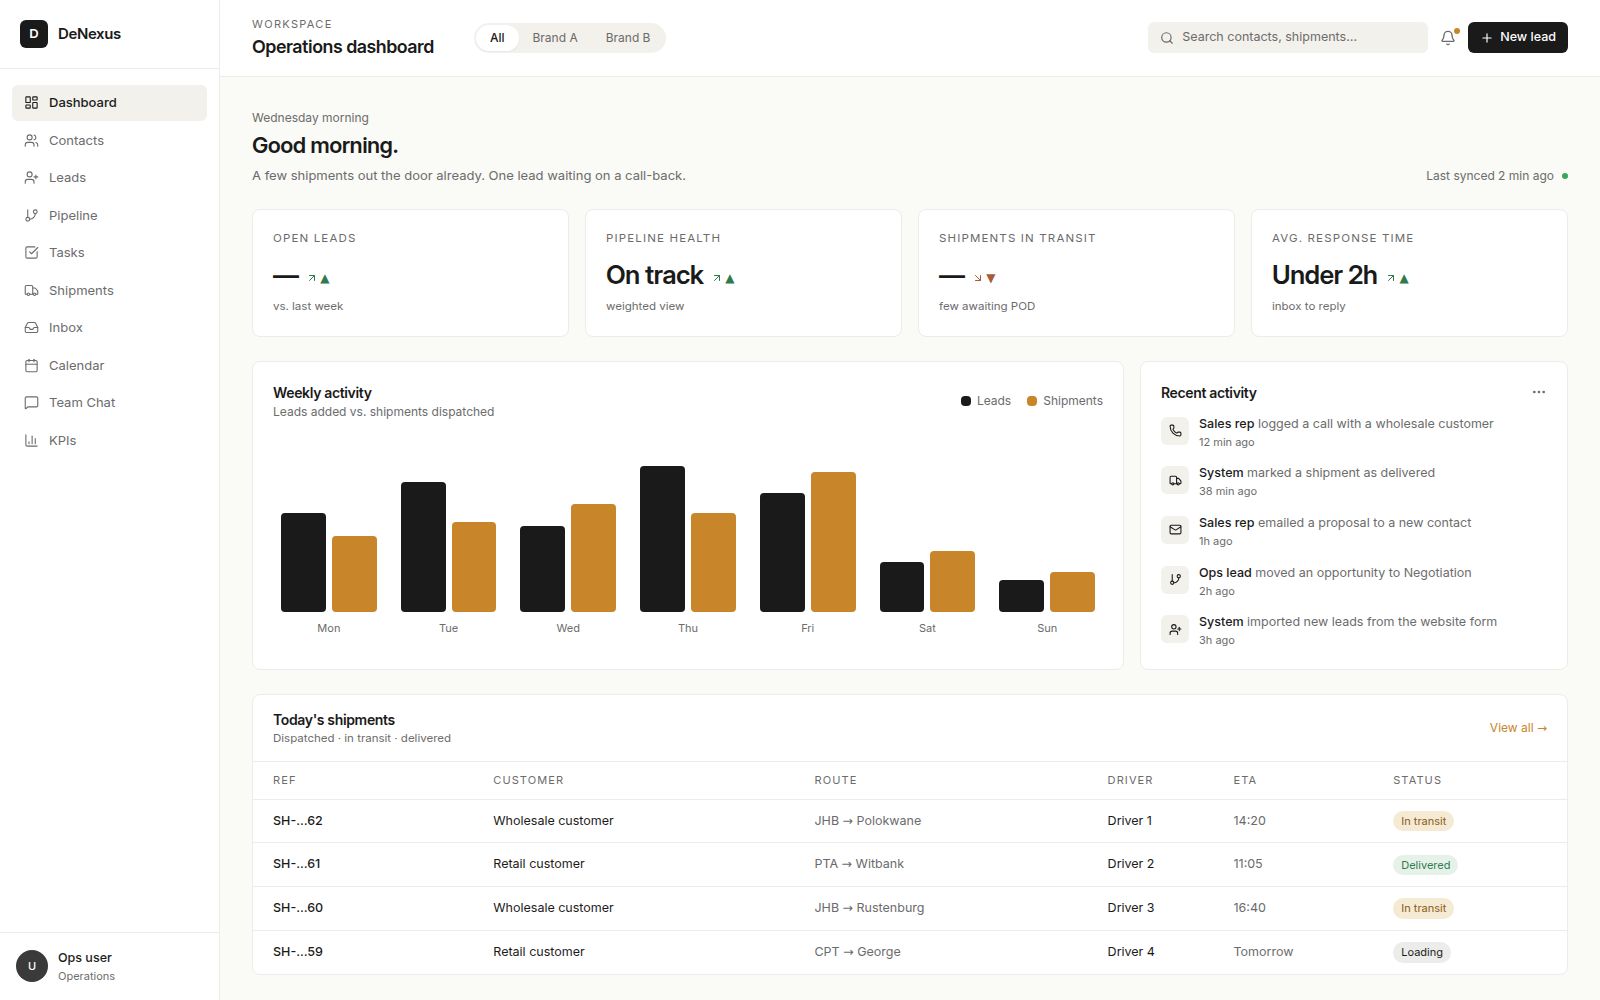 D DeNexus
Dashboard
Contacts
Leads
Pipeline
Tasks
Shipments
Inbox
Calendar
Team Chat
KPIs
U
Ops user
Operations
WORKSPACE
Operations dashboard
All Brand A Brand B
Search contacts, shipments...
+ New lead
Wednesday morning
Good morning.
A few shipments out the door already. One lead waiting on a call-back.
Last synced 2 min ago
OPEN LEADS
— ↗ ▲
vs. last week
PIPELINE HEALTH
On track ↗ ▲
weighted view
SHIPMENTS IN TRANSIT
— ↘ ▼
few awaiting POD
AVG. RESPONSE TIME
Under 2h ↗ ▲
inbox to reply
Weekly activity
Leads added vs. shipments dispatched
Leads Shipments
Mon Tue Wed Thu Fri Sat Sun
Recent activity
Sales rep logged a call with a wholesale customer
12 min ago
System marked a shipment as delivered
38 min ago
Sales rep emailed a proposal to a new contact
1h ago
Ops lead moved an opportunity to Negotiation
2h ago
System imported new leads from the website form
3h ago
Today's shipments
Dispatched · in transit · delivered
View all →
REF CUSTOMER ROUTE DRIVER ETA STATUS
SH-...62 Wholesale customer JHB → Polokwane Driver 1 14:20 In transit
SH-...61 Retail customer PTA → Witbank Driver 2 11:05 Delivered
SH-...60 Wholesale customer JHB → Rustenburg Driver 3 16:40 In transit
SH-...59 Retail customer CPT → George Driver 4 Tomorrow Loading